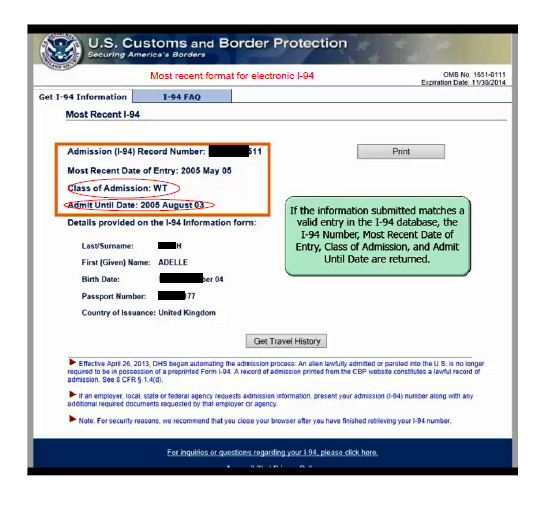 U.S. Customs and Border Protection
Securing America's Borders
Most recent format for electronic I-94
OMB No. 1651-0111
Expiration Date: 11/30/2014
Get I-94 Information
I-94 FAQ
Most Recent I-94
Admission (I-94) Record Number: 511
Print
Most Recent Date of Entry: 2005 May 05
Class of Admission: WT
Admit Until Date: 2005 August 03
If the information submitted matches a
valid entry in the I-94 database, the
I-94 Number, Most Recent Date of
Entry, Class of Admission, and Admit
Until Date are returned.
Details provided on the I-94 Information form:
Last/Surname: H
First (Given) Name: ADELLE
Birth Date: ber 04
Passport Number: 77
Country of Issuance: United Kingdom
Get Travel History
Effective April 26, 2013, DHS began automating the admission process. An alien lawfully admitted or paroled into the U.S. is no longer
required to be in possession of a preprinted Form I-94. A record of admission printed from the CBP website constitutes a lawful record of
admission. See 8 CFR § 1.4(d).
If an employer, local, state or federal agency requests admission information, present your admission (I-94) number along with any
additional required documents requested by that employer or agency.
Note: For security reasons, we recommend that you close your browser after you have finished retrieving your I-94 number.
For inquiries or questions regarding your I-94, please click here.